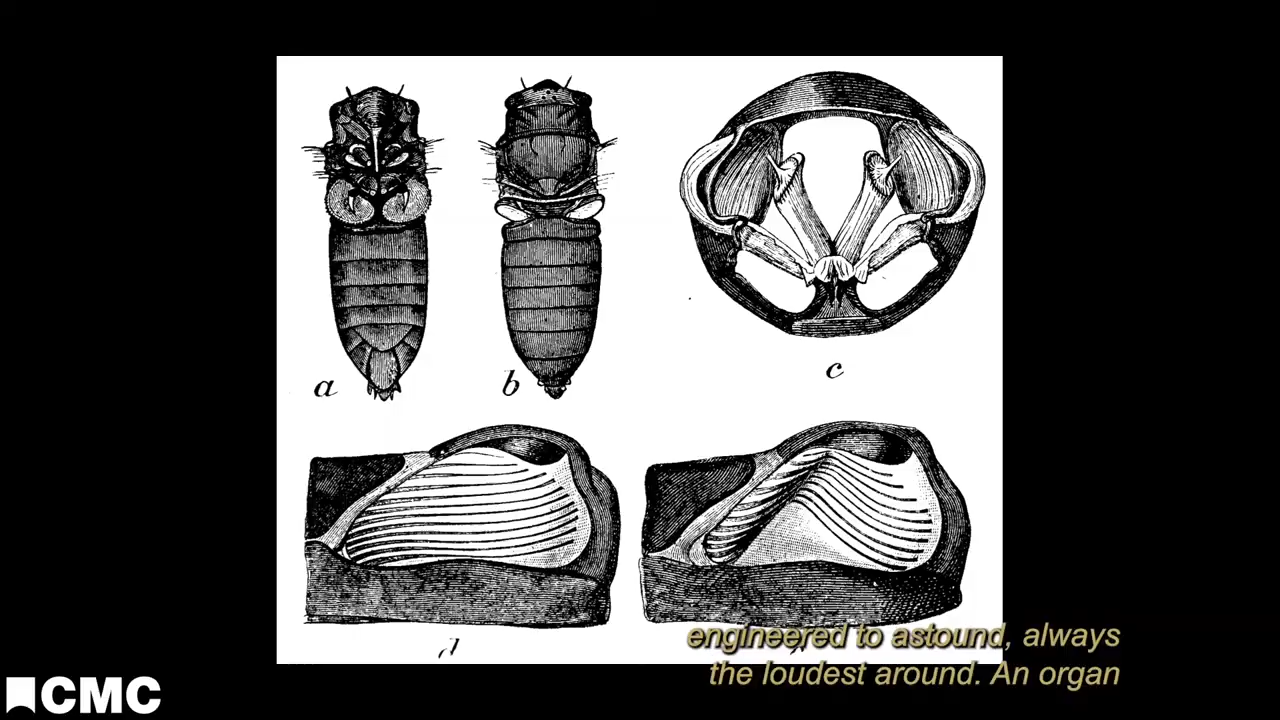 a
b
c
d
engineered to astound, always
the loudest around. An organ
CMC